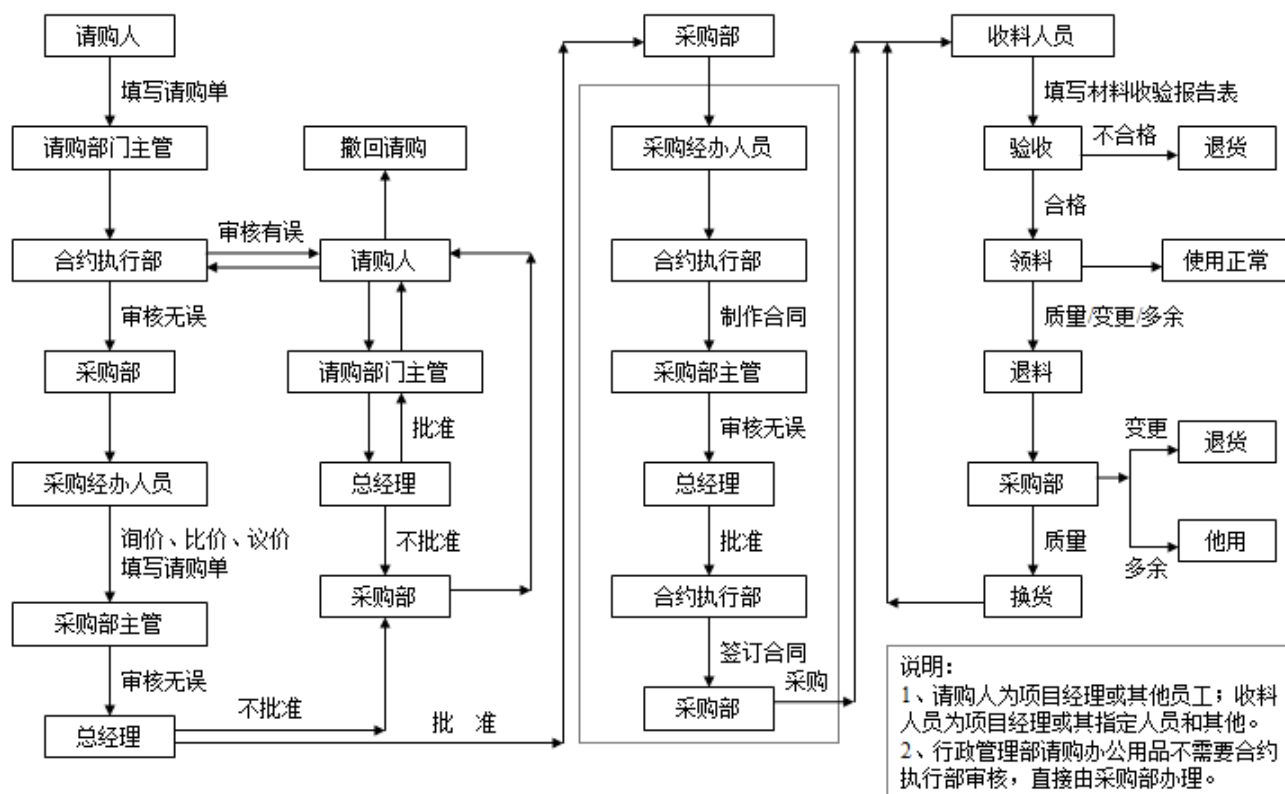 请购人
填写请购单
请购部门主管
合约执行部
审核无误
采购部
采购经办人员
询价、比价、议价
填写请购单
采购部主管
审核无误
总经理
不批准
批 准
撤回请购
审核有误
请购人
请购部门主管
批准
总经理
不批准
采购部
采购部
采购经办人员
合约执行部
制作合同
采购部主管
审核无误
总经理
批准
合约执行部
签订合同
采购部
采购
收料人员
填写材料收验报告表
验收
不合格
退货
合格
领料
使用正常
质量/变更/多余
退料
采购部
变更
退货
多余
他用
质量
换货
说明:
1、请购人为项目经理或其他员工；收料
人员为项目经理或其指定人员和其他。
2、行政管理部请购办公用品不需要合约
执行部审核，直接由采购部办理。